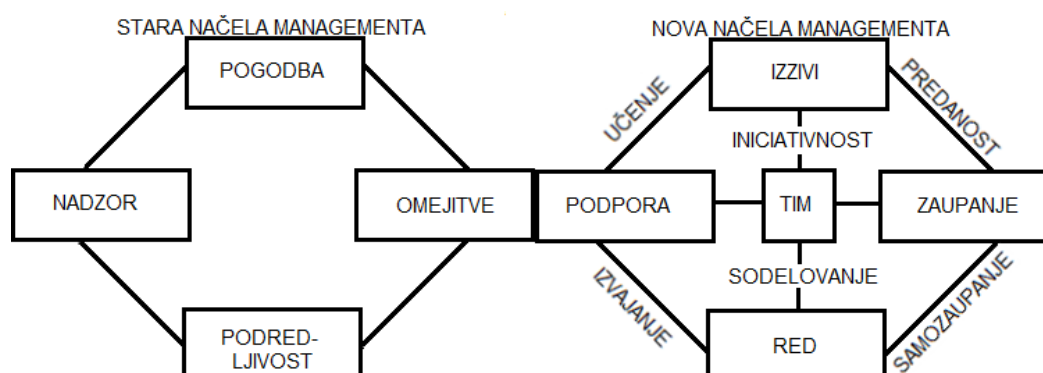 STARA NAČELA MANAGEMENTA
POGODBA
NADZOR
OMEJITVE
PODRED-
LJIVOST
NOVA NAČELA MANAGEMENTA
IZZIVI
UČENJE
PREDANOST
INICIATIVNOST
PODPORA
TIM
ZAUPANJE
SODELOVANJE
IZVAJANJE
SAMOZAUPANJE
RED